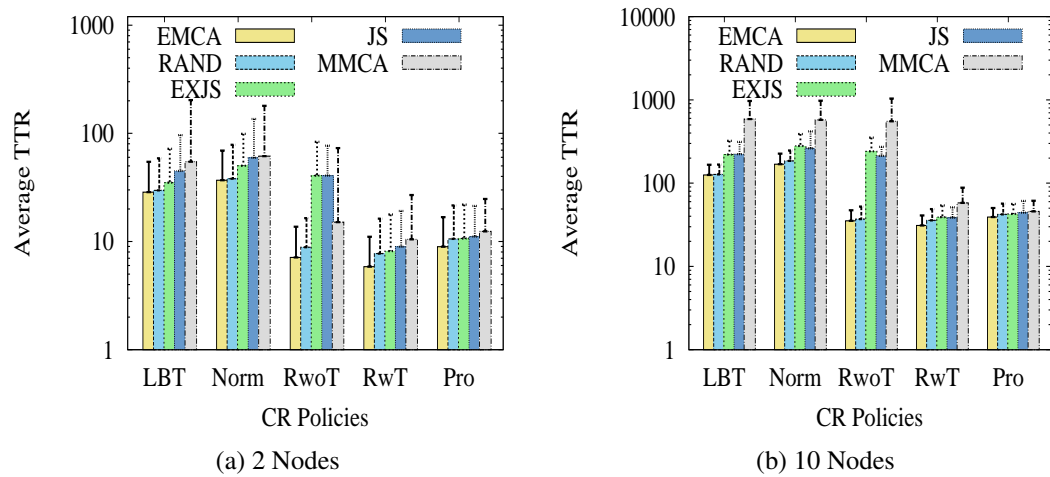 1000
100
10
1
Average TTR
EMCA
RAND
EXJS
JS
MMCA
LBT Norm RwoT RwT Pro
CR Policies
(a) 2 Nodes
10000
1000
100
10
1
Average TTR
EMCA
RAND
EXJS
JS
MMCA
LBT Norm RwoT RwT Pro
CR Policies
(b) 10 Nodes